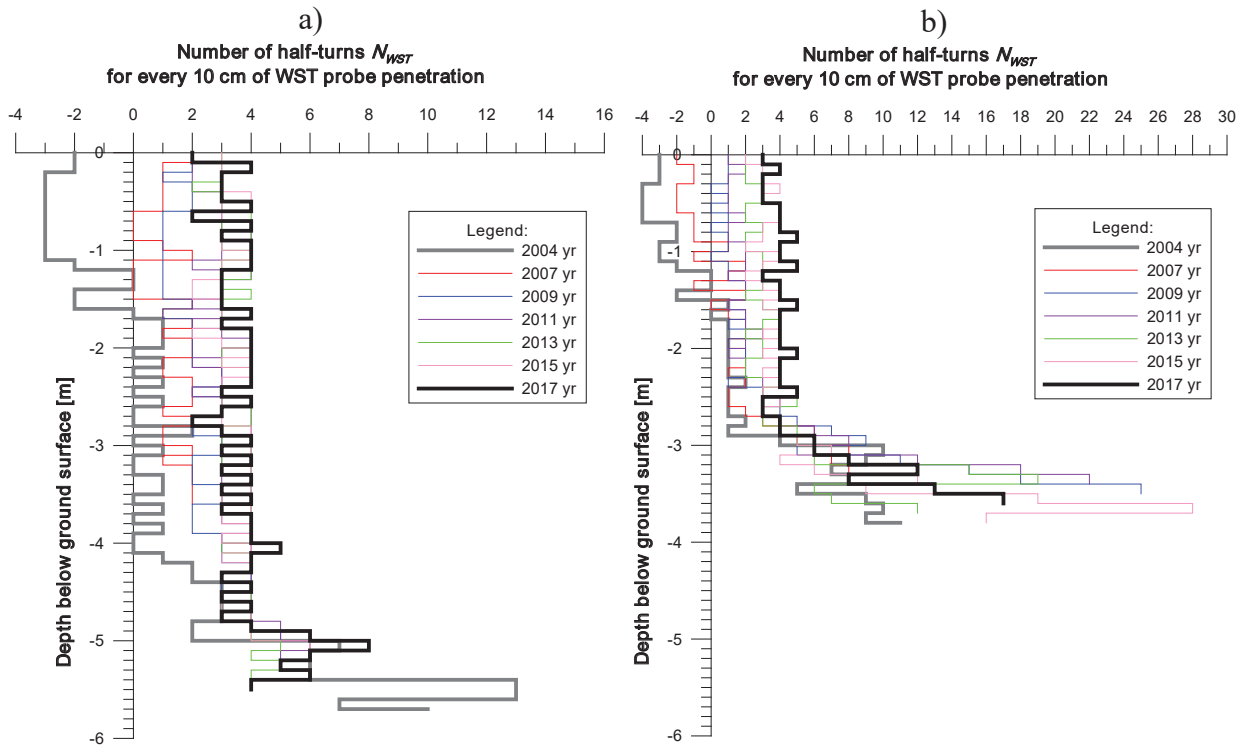 a)
Number of half-turns N_WST
for every 10 cm of WST probe penetration
-4 -2 0 2 4 6 8 10 12 14 16
0
-1
-2
-3
-4
-5
-6
Depth below ground surface [m]
Legend:
2004 yr
2007 yr
2009 yr
2011 yr
2013 yr
2015 yr
2017 yr
b)
Number of half-turns N_WST
for every 10 cm of WST probe penetration
-4 -2 0 2 4 6 8 10 12 14 16 18 20 22 24 26 28 30
0
-1
-2
-3
-4
-5
-6
Depth below ground surface [m]
Legend:
2004 yr
2007 yr
2009 yr
2011 yr
2013 yr
2015 yr
2017 yr